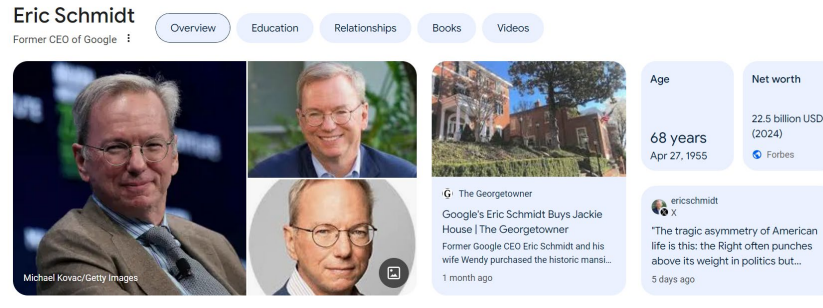 Eric Schmidt
Former CEO of Google
Overview
Education
Relationships
Books
Videos
Michael Kovac/Getty Images
The Georgetowner
Google's Eric Schmidt Buys Jackie
House | The Georgetowner
Former Google CEO Eric Schmidt and his
wife Wendy purchased the historic mansi...
1 month ago
Age
68 years
Apr 27, 1955
Net worth
22.5 billion USD
(2024)
Forbes
ericschmidt
X
"The tragic asymmetry of American
life is this: the Right often punches
above its weight in politics but...
5 days ago